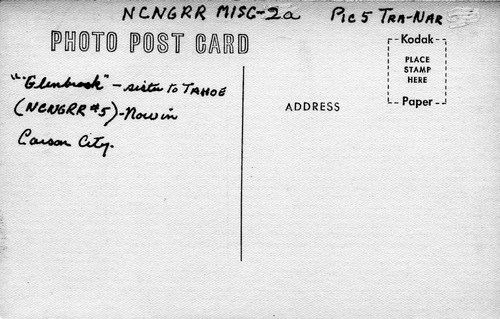 NCNGRR MISC-2a Pic 5 TRA-NAR
PHOTO POST CARD
Kodak
PLACE
STAMP
HERE
Paper
"Glenbrook" - sister to TAHOE
(NCNGRR #5) - Now in
Carson City.
ADDRESS